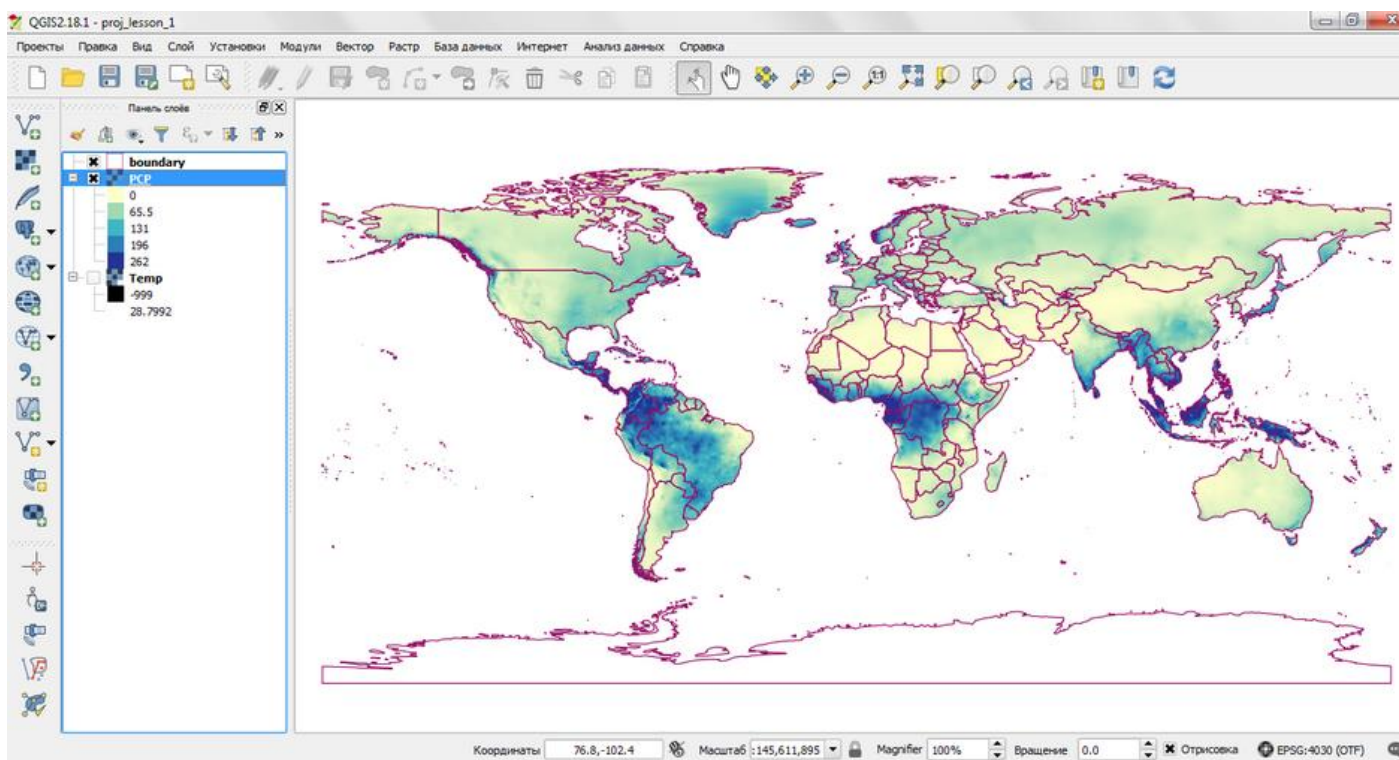 QGIS2.18.1 - proj_lesson_1
Проекты Правка Вид Слой Установки Модули Вектор Растр База данных Интернет Анализ данных Справка
Панель слоёв
boundary
PCP
0
65.5
131
196
262
Temp
-999
28.7992
Координаты 76.8,-102.4 Масштаб :145,611,895 Magnifier 100% Вращение 0.0 Отрисовка EPSG:4030 (OTF)